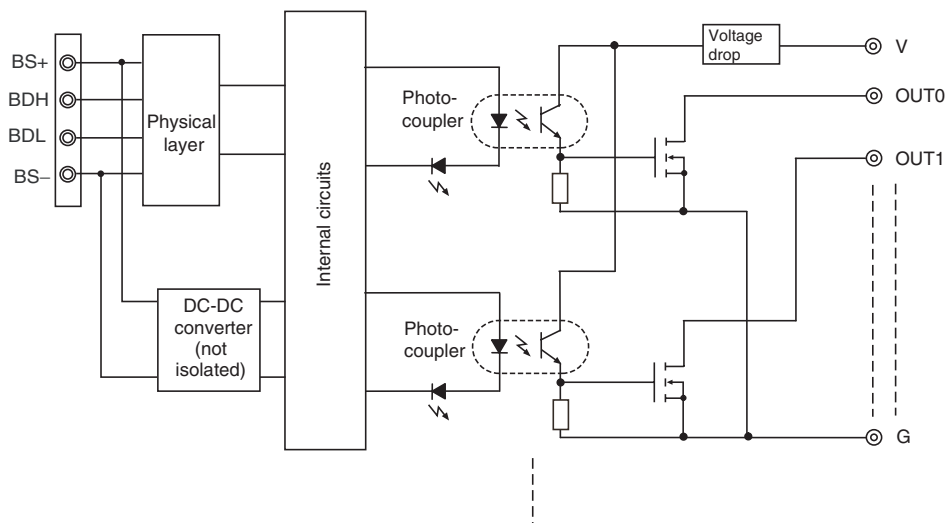 BS+
BDH
BDL
BS−
Physical
layer
DC-DC
converter
(not
isolated)
Internal circuits
Photo-
coupler
Photo-
coupler
Voltage
drop
V
OUT0
OUT1
G